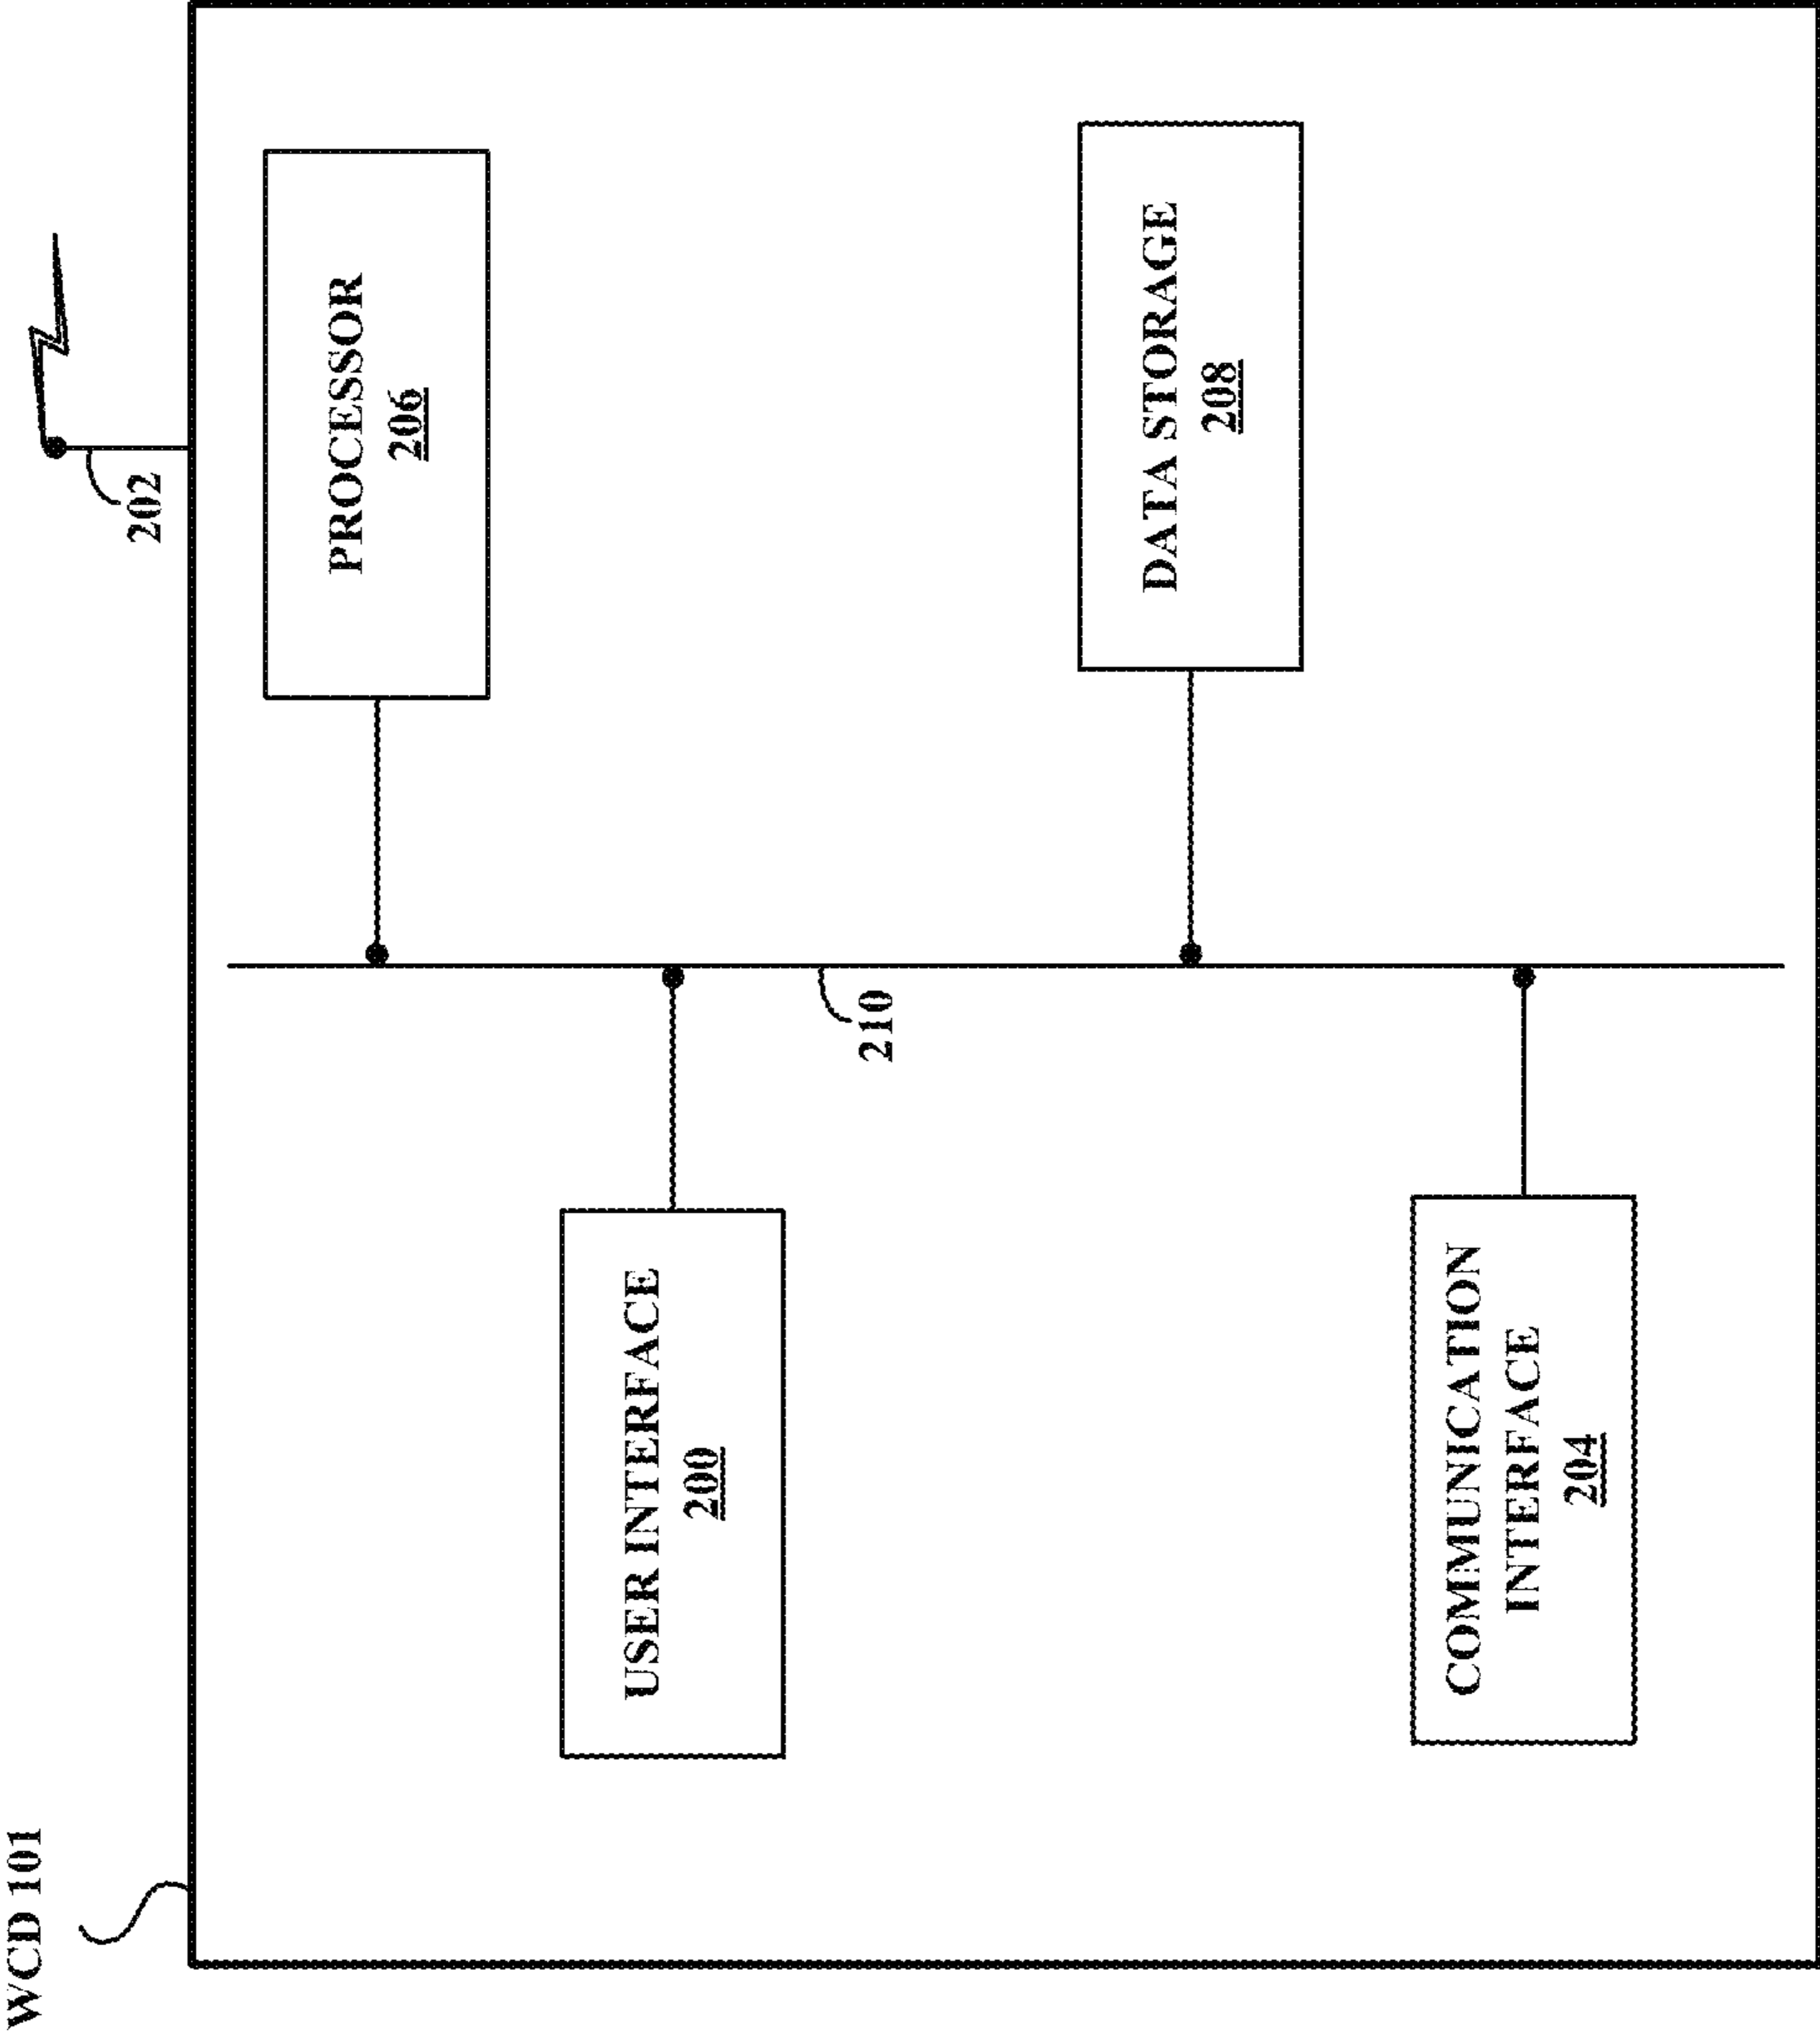 WCD 101
202
PROCESSOR
206
USER INTERFACE
200
210
DATA STORAGE
208
COMMUNICATION
INTERFACE
204